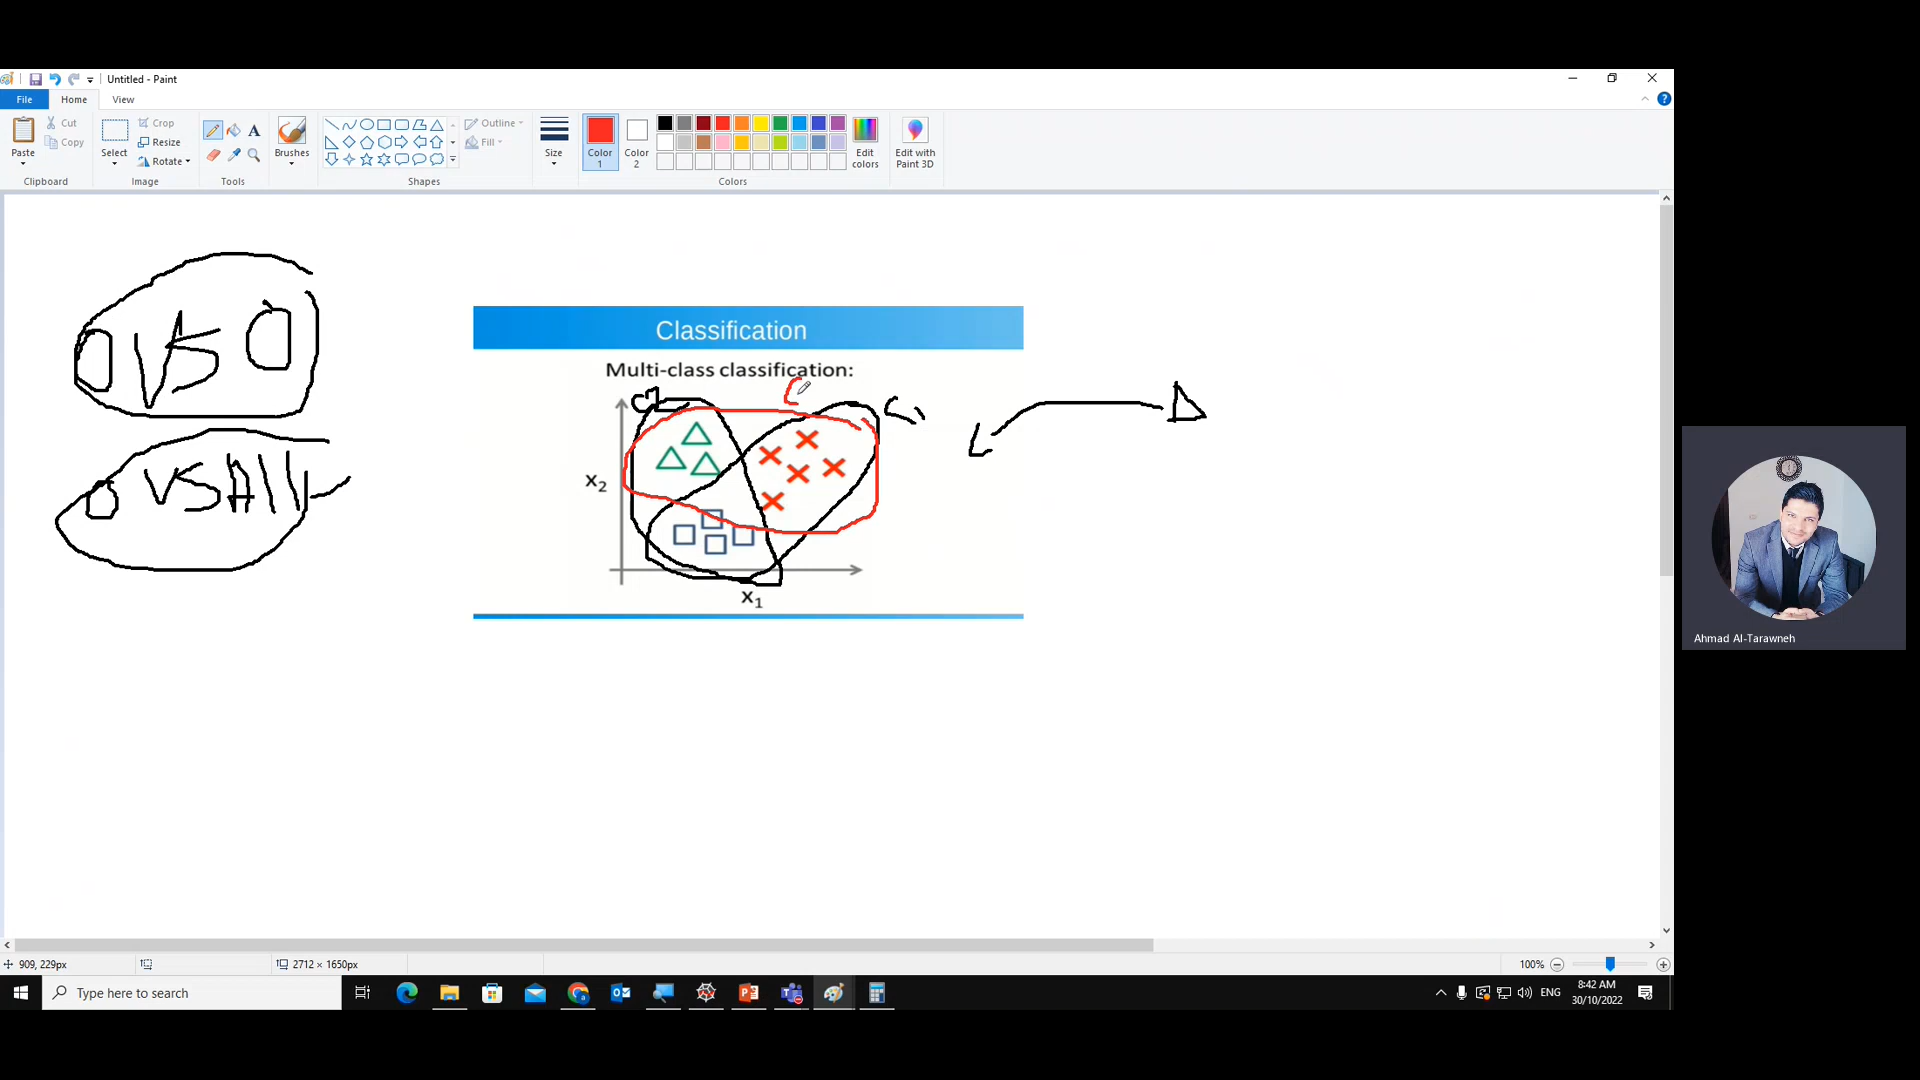 Untitled - Paint
File Home View
Cut
Copy
Paste
Select
Crop
Resize
Rotate
Brushes
Outline
Fill
Size
Color 1
Color 2
Edit colors
Edit with Paint 3D
Clipboard Image Tools Shapes Colors
VS
VS All
Classification
Multi-class classification:
x2
x1
Ahmad Al-Tarawneh
909, 229px
2712 × 1650px
100%
Type here to search
ENG
8:42 AM
30/10/2022